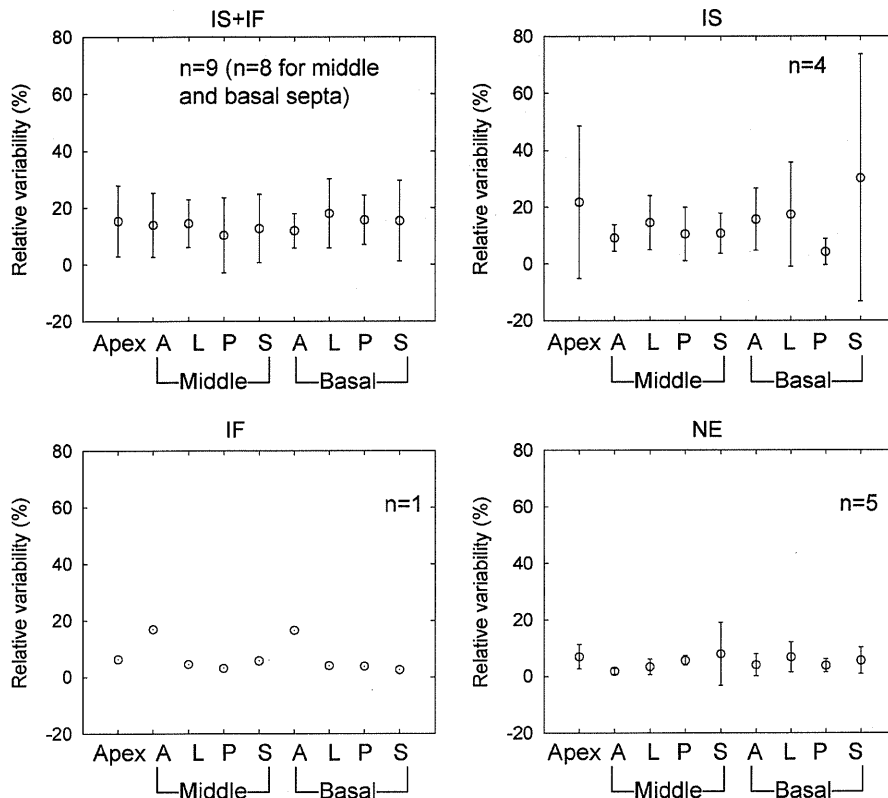 IS+IF
Relative variability (%)
80
60
40
20
0
-20
n=9 (n=8 for middle
and basal septa)
Apex A L P S A L P S
Middle Basal
IS
Relative variability (%)
80
60
40
20
0
-20
n=4
Apex A L P S A L P S
Middle Basal
IF
Relative variability (%)
80
60
40
20
0
-20
n=1
Apex A L P S A L P S
Middle Basal
NE
Relative variability (%)
80
60
40
20
0
-20
n=5
Apex A L P S A L P S
Middle Basal